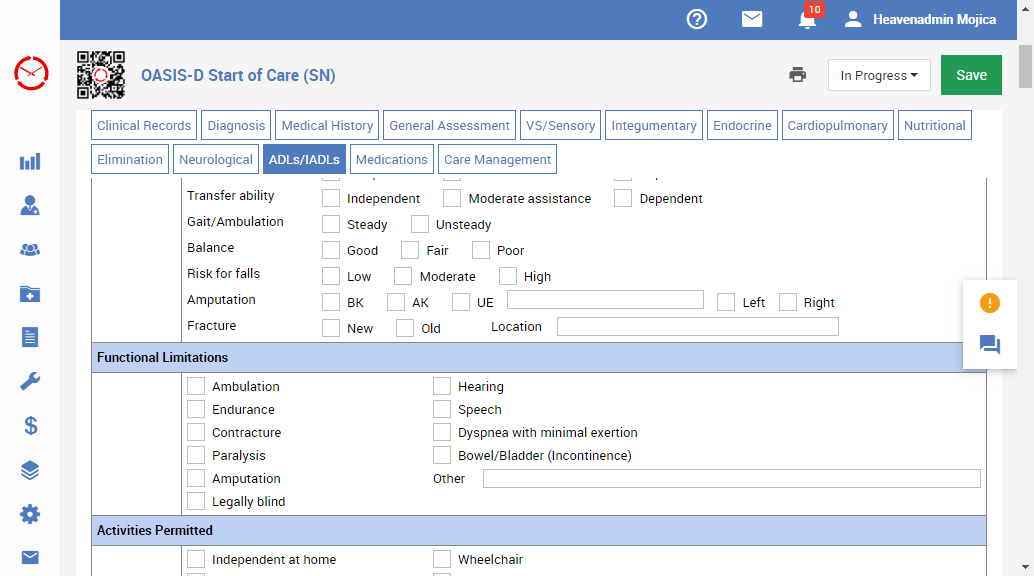 10
Heavenadmin Mojica
OASIS-D Start of Care (SN)
In Progress
Save
Clinical Records Diagnosis Medical History General Assessment VS/Sensory Integumentary Endocrine Cardiopulmonary Nutritional
Elimination Neurological ADLs/IADLs Medications Care Management
Transfer ability Independent Moderate assistance Dependent
Gait/Ambulation Steady Unsteady
Balance Good Fair Poor
Risk for falls Low Moderate High
Amputation BK AK UE Left Right
Fracture New Old Location
Functional Limitations
Ambulation Hearing
Endurance Speech
Contracture Dyspnea with minimal exertion
Paralysis Bowel/Bladder (Incontinence)
Amputation Other
Legally blind
Activities Permitted
Independent at home Wheelchair